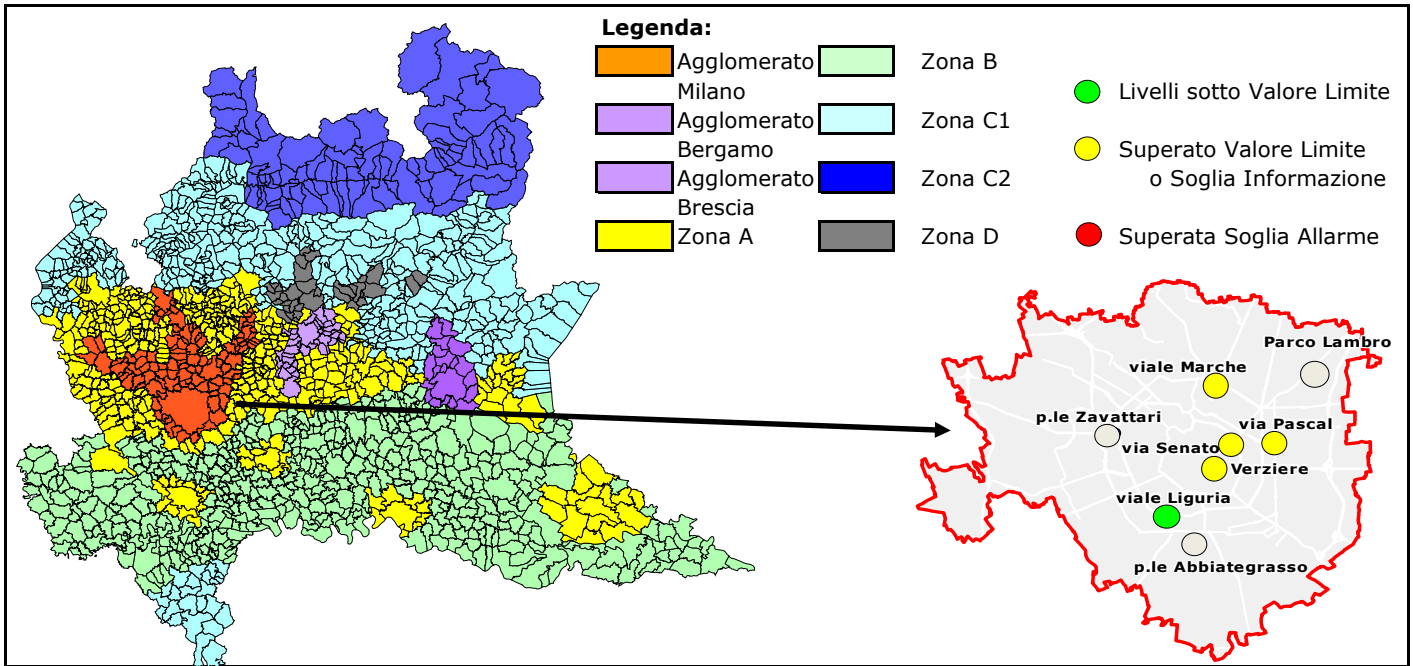 Legenda:
Agglomerato
Milano
Agglomerato
Bergamo
Agglomerato
Brescia
Zona A
Zona B
Zona C1
Zona C2
Zona D
Livelli sotto Valore Limite
Superato Valore Limite
o Soglia Informazione
Superata Soglia Allarme
Parco Lambro
viale Marche
p.le Zavattari
via Pascal
via Senato
Verziere
viale Liguria
p.le Abbiategrasso